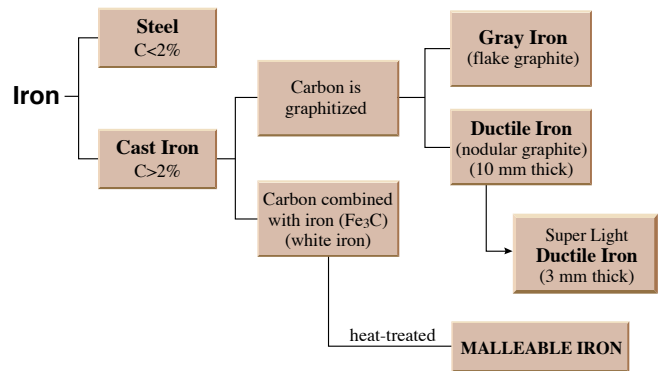 Iron
Steel
C<2%
Cast Iron
C>2%
Carbon is
graphitized
Carbon combined
with iron (Fe₃C)
(white iron)
Gray Iron
(flake graphite)
Ductile Iron
(nodular graphite)
(10 mm thick)
Super Light
Ductile Iron
(3 mm thick)
heat-treated
MALLEABLE IRON